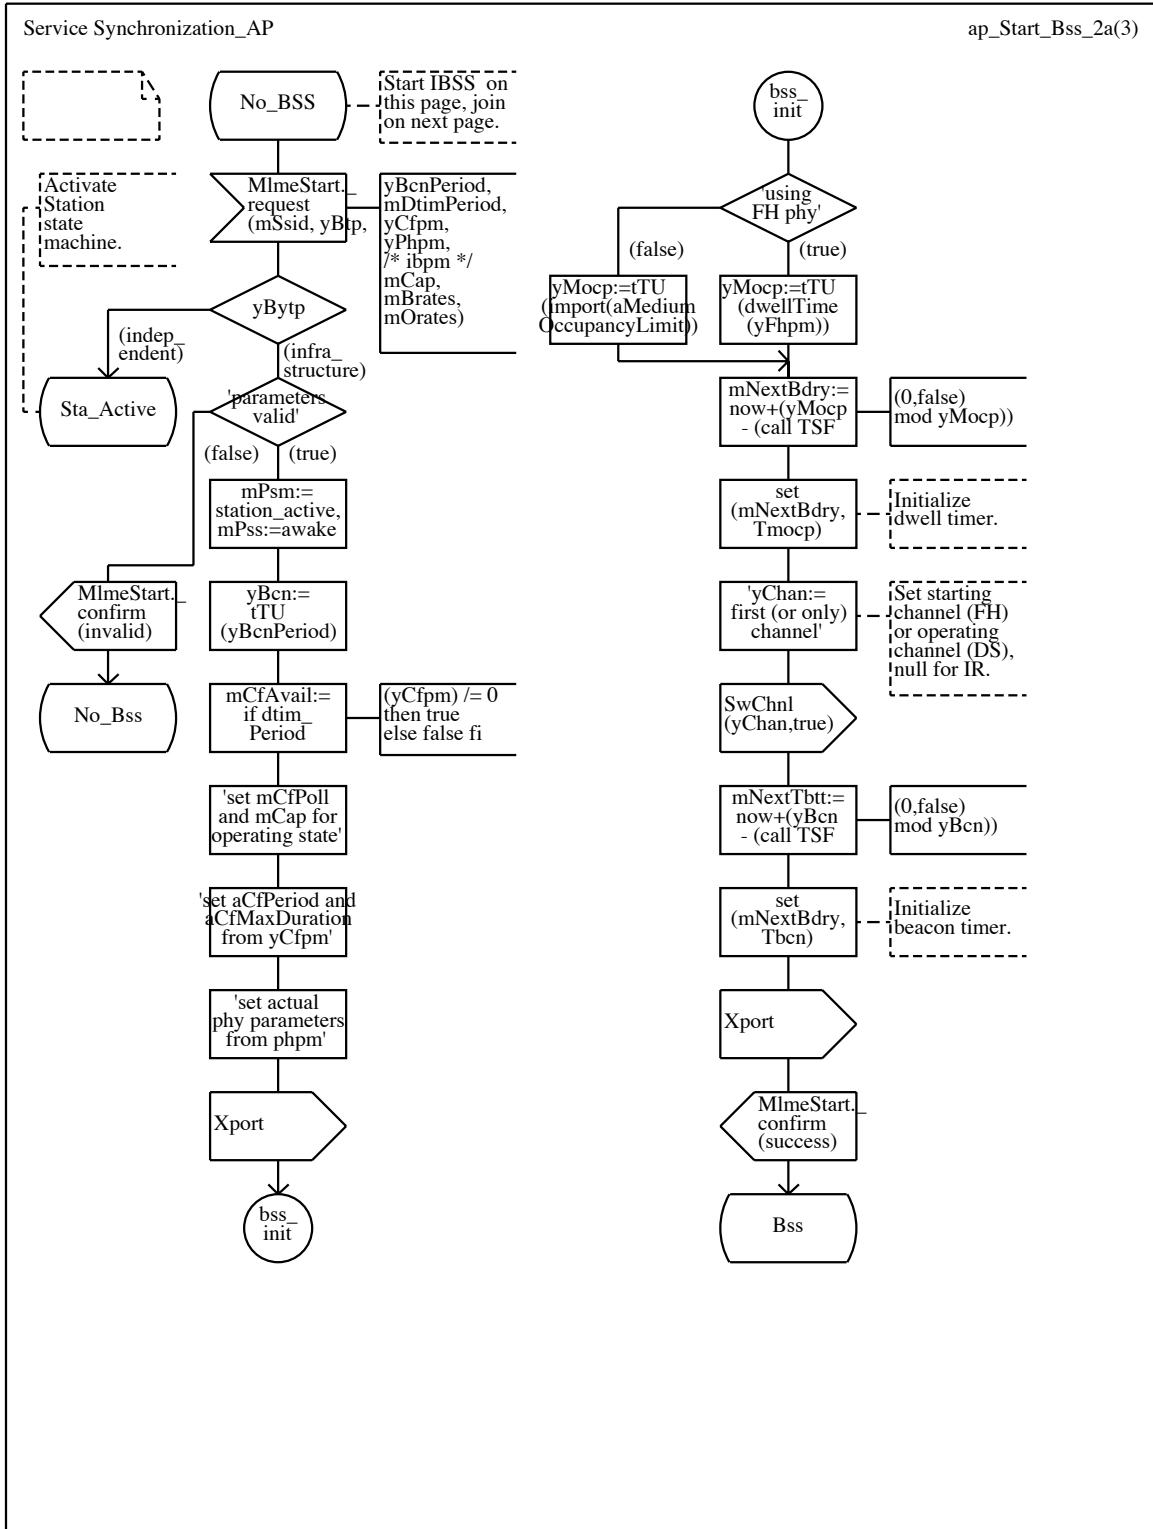 Service Synchronization_AP
ap_Start_Bss_2a(3)
No_BSS
Start IBSS on
this page, join
on next page.
Activate
Station
state
machine.
MlmeStart._
request
(mSsid, yBtp,
yBcnPeriod,
mDtimPeriod,
yCfpm,
yPhpm,
/* ibpm */
mCap,
mBrates,
mOrates)
yBytp
(indep_
endent)
(infra_
structure)
Sta_Active
'parameters
valid'
(false)
(true)
mPsm:=
station_active,
mPss:=awake
MlmeStart._
confirm
(invalid)
yBcn:=
tTU
(yBcnPeriod)
No_Bss
mCfAvail:=
if dtim_
Period
(yCfpm) /= 0
then true
else false fi
'set mCfPoll
and mCap for
operating state'
'set aCfPeriod and
aCfMaxDuration
from yCfpm'
'set actual
phy parameters
from phpm'
Xport
bss_
init
bss_
init
'using
FH phy'
(false)
(true)
yMocp:=tTU
(import(aMedium
OccupancyLimit))
yMocp:=tTU
(dwellTime
(yFhpm))
mNextBdry:=
now+(yMocp
- (call TSF
(0,false)
mod yMocp))
set
(mNextBdry,
Tmocp)
Initialize
dwell timer.
'yChan:=
first (or only)
channel'
Set starting
channel (FH)
or operating
channel (DS),
null for IR.
SwChnl
(yChan,true)
mNextTbtt:=
now+(yBcn
- (call TSF
(0,false)
mod yBcn))
set
(mNextBdry,
Tbcn)
Initialize
beacon timer.
Xport
MlmeStart._
confirm
(success)
Bss